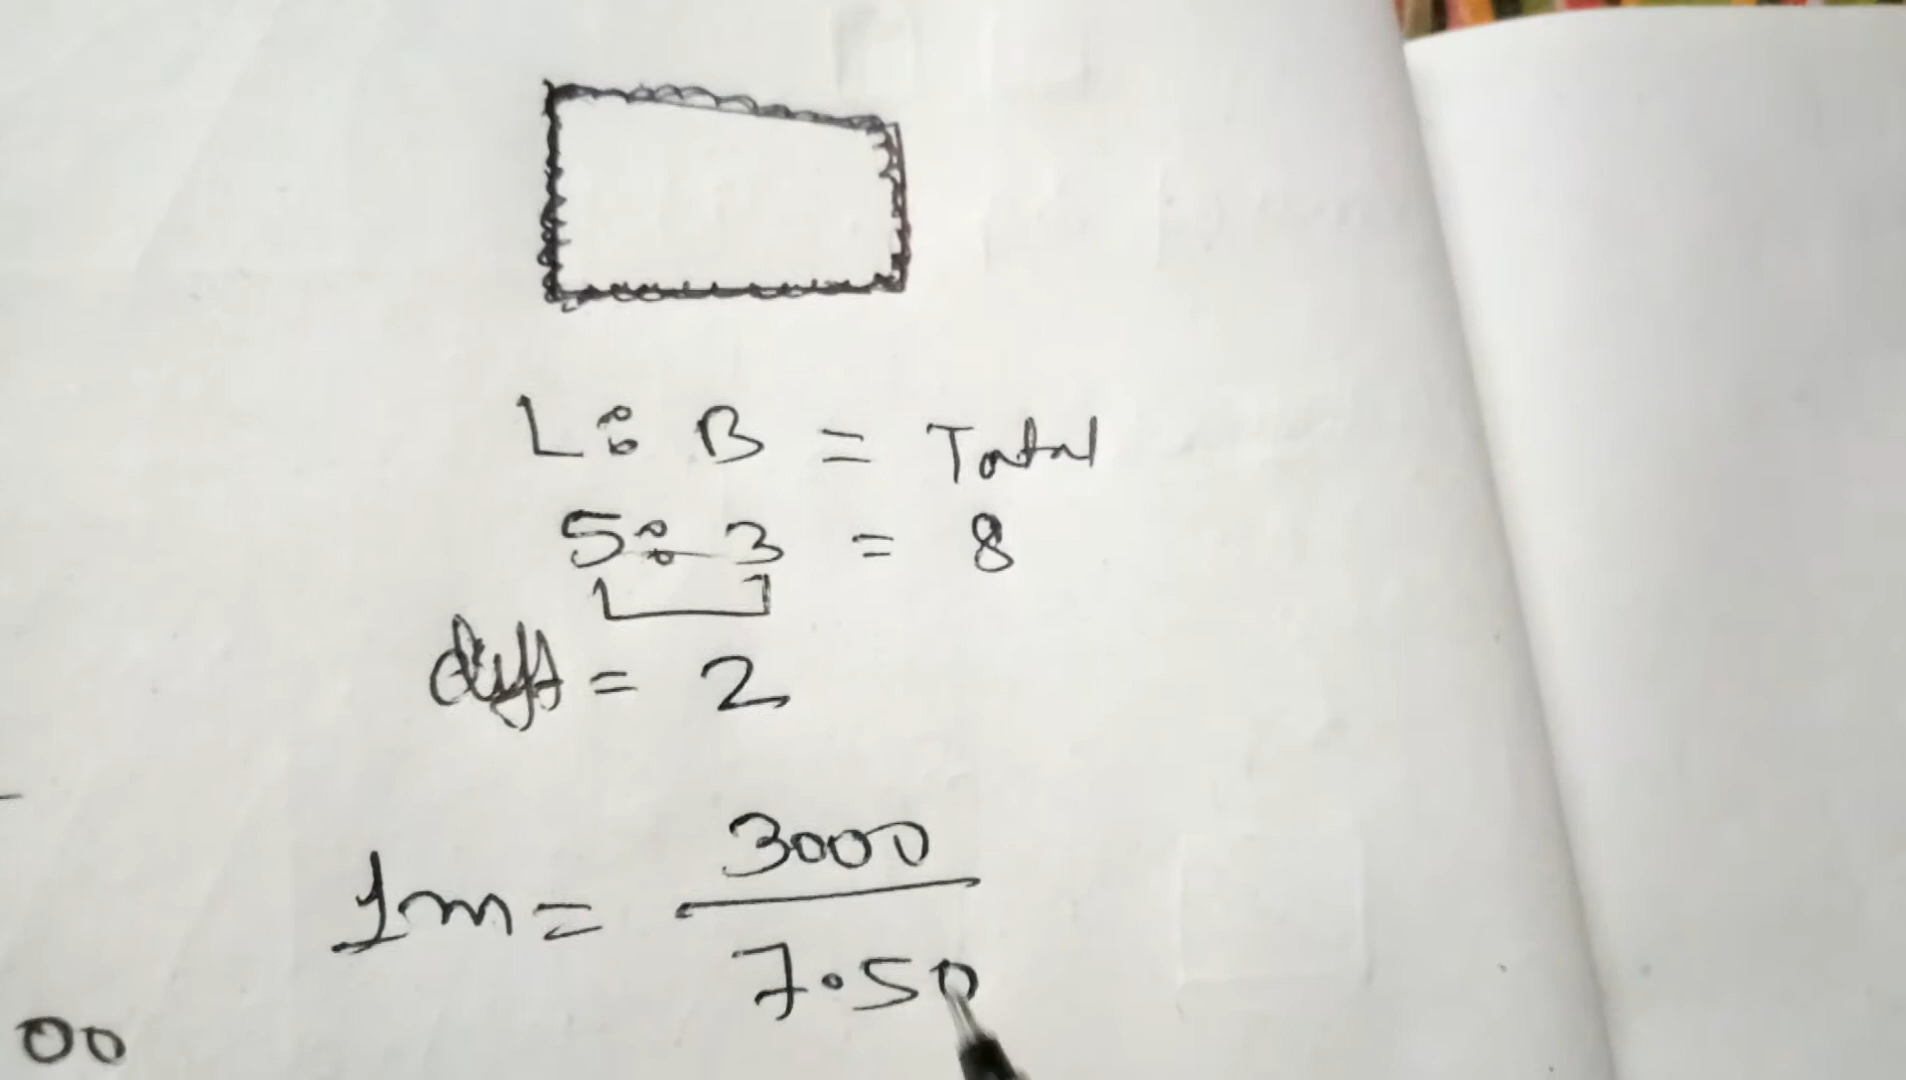 L : B = Total
5 : 3 = 8
diff = 2
1m = 3000
7.50
00